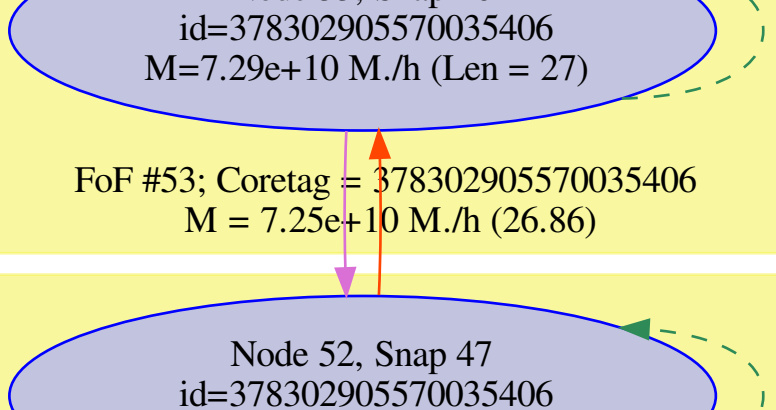 id=378302905570035406
M=7.29e+10 M./h (Len = 27)
FoF #53; Coretag = 378302905570035406
M = 7.25e+10 M./h (26.86)
Node 52, Snap 47
id=378302905570035406